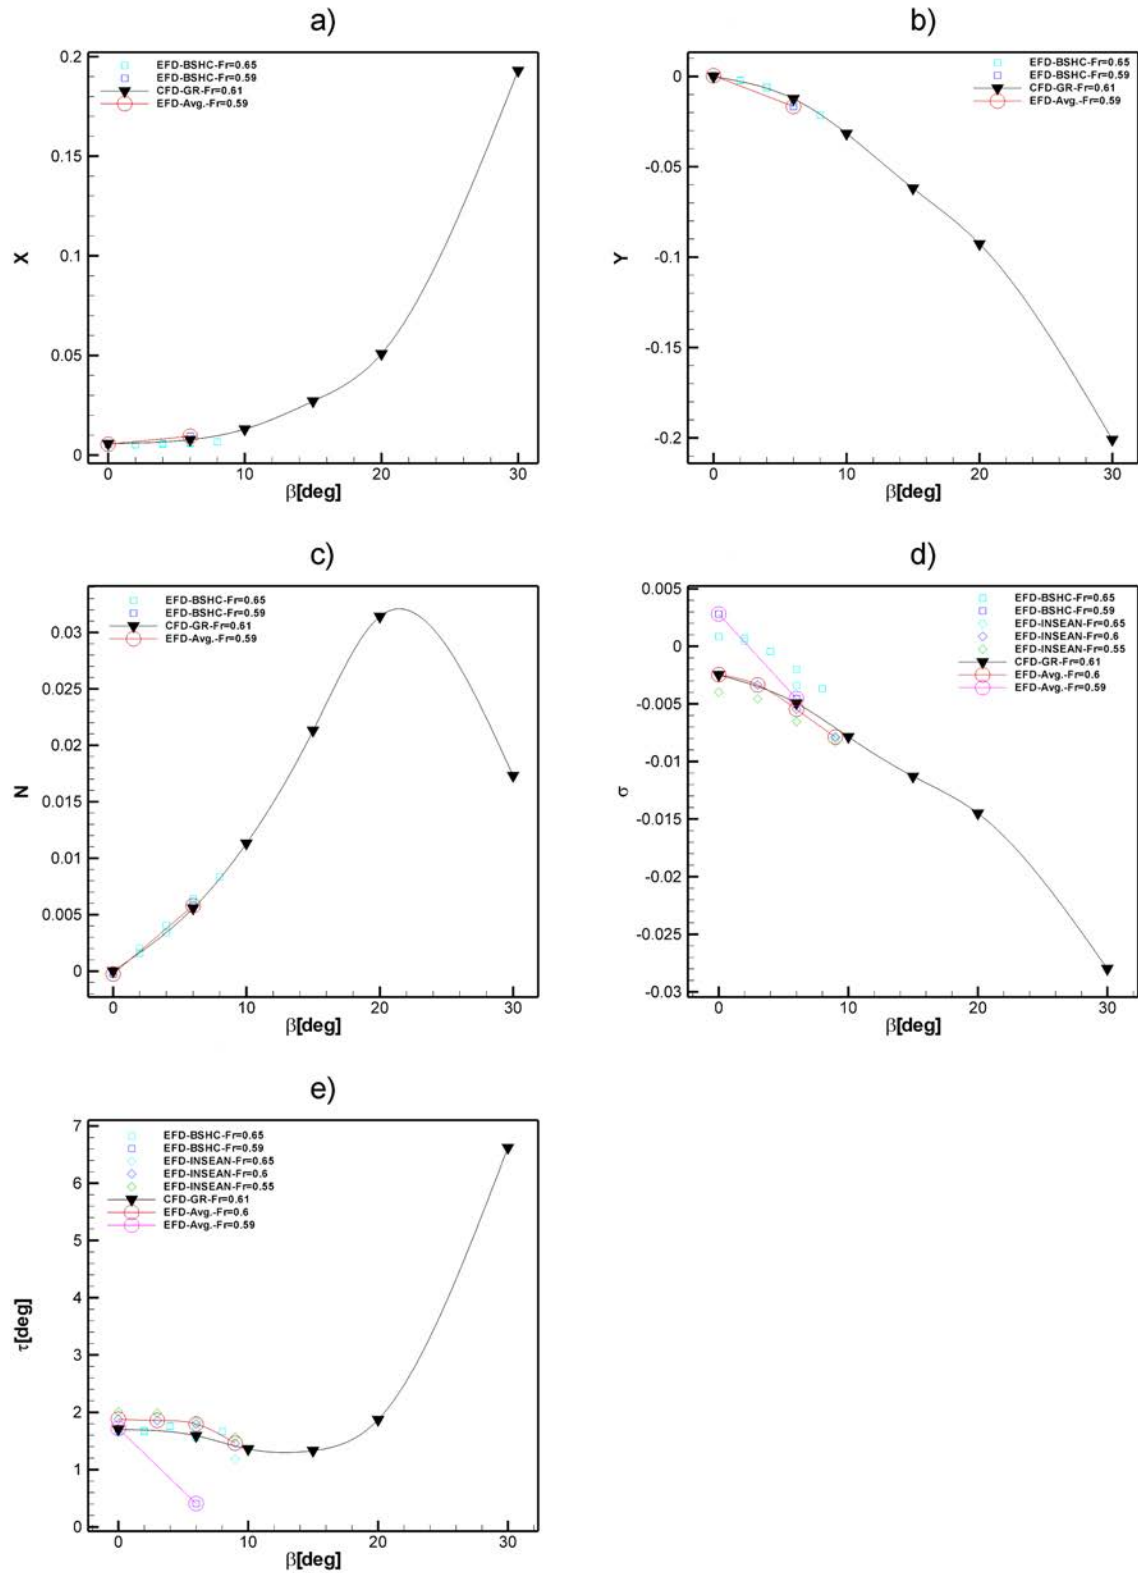 a)
EFD-BSHC-Fr=0.65
EFD-BSHC-Fr=0.59
CFD-GR-Fr=0.61
EFD-Avg.-Fr=0.59
0.2
0.15
0.1
0.05
0
X
0 10 20 30
β[deg]
b)
EFD-BSHC-Fr=0.65
EFD-BSHC-Fr=0.59
CFD-GR-Fr=0.61
EFD-Avg.-Fr=0.59
0
-0.05
-0.1
-0.15
-0.2
Y
0 10 20 30
β[deg]
c)
EFD-BSHC-Fr=0.65
EFD-BSHC-Fr=0.59
CFD-GR-Fr=0.61
EFD-Avg.-Fr=0.59
0.03
0.025
0.02
0.015
0.01
0.005
0
N
0 10 20 30
β[deg]
d)
EFD-BSHC-Fr=0.65
EFD-BSHC-Fr=0.59
EFD-INSEAN-Fr=0.65
EFD-INSEAN-Fr=0.6
EFD-INSEAN-Fr=0.55
CFD-GR-Fr=0.61
EFD-Avg.-Fr=0.6
EFD-Avg.-Fr=0.59
0.005
0
-0.005
-0.01
-0.015
-0.02
-0.025
-0.03
σ
0 10 20 30
β[deg]
e)
EFD-BSHC-Fr=0.65
EFD-BSHC-Fr=0.59
EFD-INSEAN-Fr=0.65
EFD-INSEAN-Fr=0.6
EFD-INSEAN-Fr=0.55
CFD-GR-Fr=0.61
EFD-Avg.-Fr=0.6
EFD-Avg.-Fr=0.59
7
6
5
4
3
2
1
0
τ[deg]
0 10 20 30
β[deg]